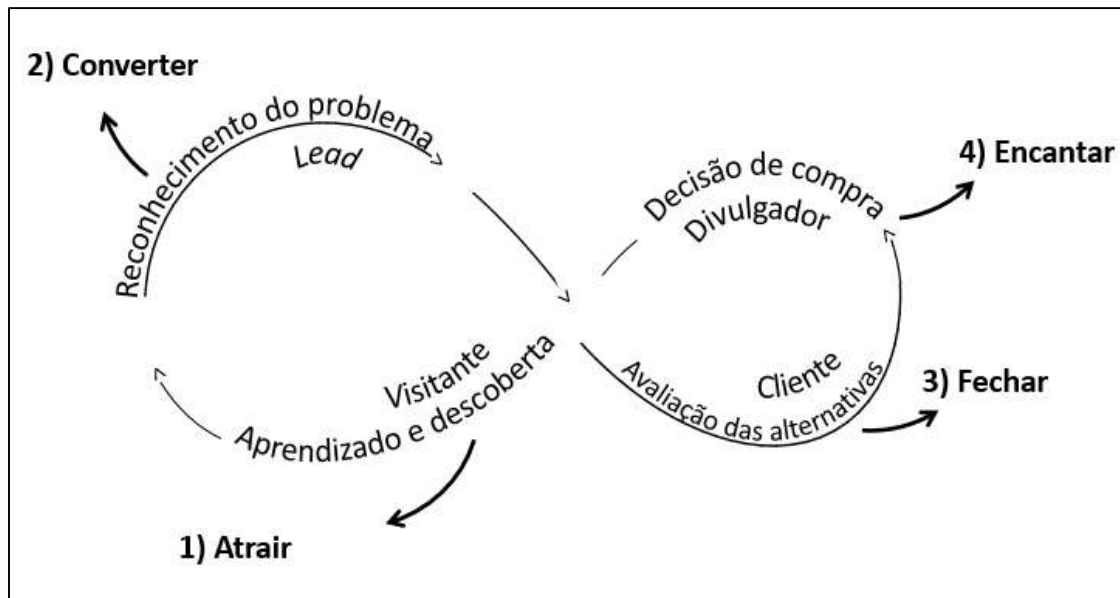 2) Converter
Reconhecimento do problema
Lead
Decisão de compra
Divulgador
4) Encantar
Visitante
Aprendizado e descoberta
Cliente
Avaliação das alternativas
3) Fechar
1) Atrair